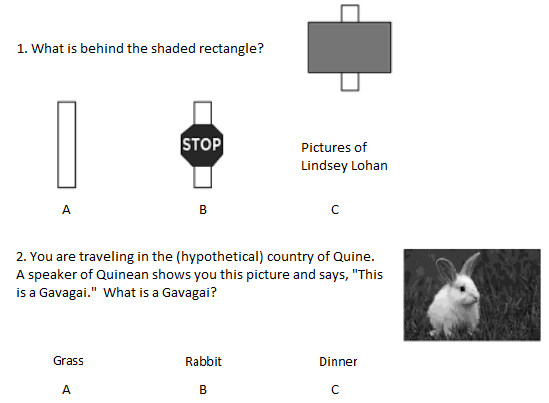 1. What is behind the shaded rectangle?
STOP
Pictures of
Lindsey Lohan
A
B
C
2. You are traveling in the (hypothetical) country of Quine.
A speaker of Quinean shows you this picture and says, "This
is a Gavagai."  What is a Gavagai?
Grass
Rabbit
Dinner
A
B
C